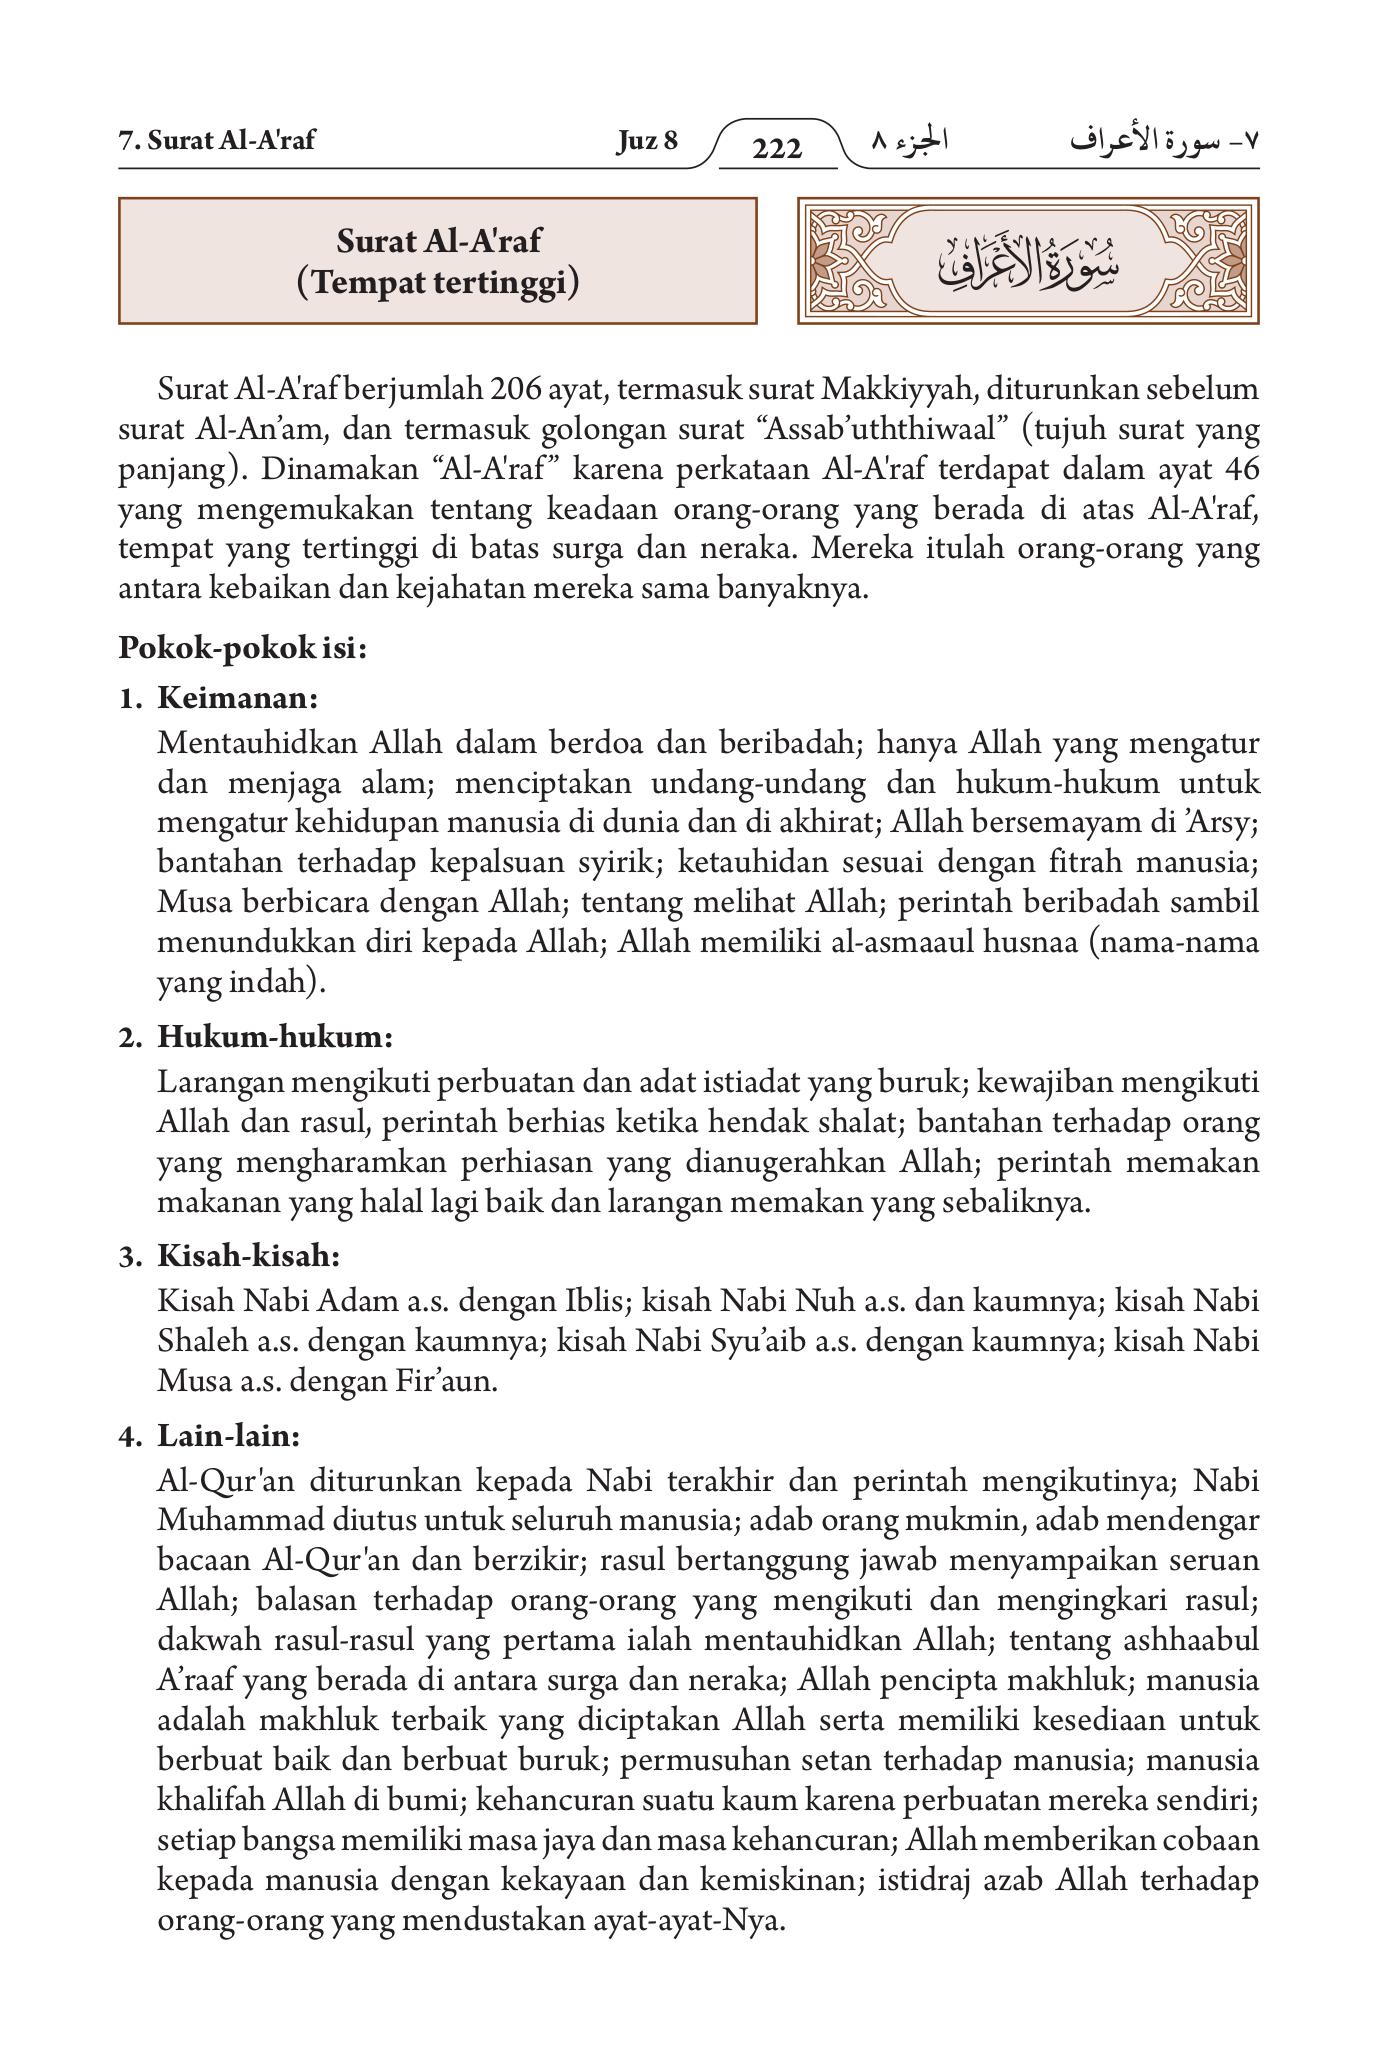 7. Surat Al-A'raf
Juz 8
222
الجزء ٨
٧- سورة الأعراف
Surat Al-A'raf
(Tempat tertinggi)
سُوْرَةُ الْأَعْرَافِ
Surat Al-A'raf berjumlah 206 ayat, termasuk surat Makkiyyah, diturunkan sebelum
surat Al-An’am, dan termasuk golongan surat “Assab’uththiwaal” (tujuh surat yang
panjang). Dinamakan “Al-A'raf” karena perkataan Al-A'raf terdapat dalam ayat 46
yang mengemukakan tentang keadaan orang-orang yang berada di atas Al-A'raf,
tempat yang tertinggi di batas surga dan neraka. Mereka itulah orang-orang yang
antara kebaikan dan kejahatan mereka sama banyaknya.
Pokok-pokok isi:
1. Keimanan:
Mentauhidkan Allah dalam berdoa dan beribadah; hanya Allah yang mengatur
dan menjaga alam; menciptakan undang-undang dan hukum-hukum untuk
mengatur kehidupan manusia di dunia dan di akhirat; Allah bersemayam di ’Arsy;
bantahan terhadap kepalsuan syirik; ketauhidan sesuai dengan fitrah manusia;
Musa berbicara dengan Allah; tentang melihat Allah; perintah beribadah sambil
menundukkan diri kepada Allah; Allah memiliki al-asmaaul husnaa (nama-nama
yang indah).
2. Hukum-hukum:
Larangan mengikuti perbuatan dan adat istiadat yang buruk; kewajiban mengikuti
Allah dan rasul, perintah berhias ketika hendak shalat; bantahan terhadap orang
yang mengharamkan perhiasan yang dianugerahkan Allah; perintah memakan
makanan yang halal lagi baik dan larangan memakan yang sebaliknya.
3. Kisah-kisah:
Kisah Nabi Adam a.s. dengan Iblis; kisah Nabi Nuh a.s. dan kaumnya; kisah Nabi
Shaleh a.s. dengan kaumnya; kisah Nabi Syu’aib a.s. dengan kaumnya; kisah Nabi
Musa a.s. dengan Fir’aun.
4. Lain-lain:
Al-Qur'an diturunkan kepada Nabi terakhir dan perintah mengikutinya; Nabi
Muhammad diutus untuk seluruh manusia; adab orang mukmin, adab mendengar
bacaan Al-Qur'an dan berzikir; rasul bertanggung jawab menyampaikan seruan
Allah; balasan terhadap orang-orang yang mengikuti dan mengingkari rasul;
dakwah rasul-rasul yang pertama ialah mentauhidkan Allah; tentang ashhaabul
A’raaf yang berada di antara surga dan neraka; Allah pencipta makhluk; manusia
adalah makhluk terbaik yang diciptakan Allah serta memiliki kesediaan untuk
berbuat baik dan berbuat buruk; permusuhan setan terhadap manusia; manusia
khalifah Allah di bumi; kehancuran suatu kaum karena perbuatan mereka sendiri;
setiap bangsa memiliki masa jaya dan masa kehancuran; Allah memberikan cobaan
kepada manusia dengan kekayaan dan kemiskinan; istidraj azab Allah terhadap
orang-orang yang mendustakan ayat-ayat-Nya.